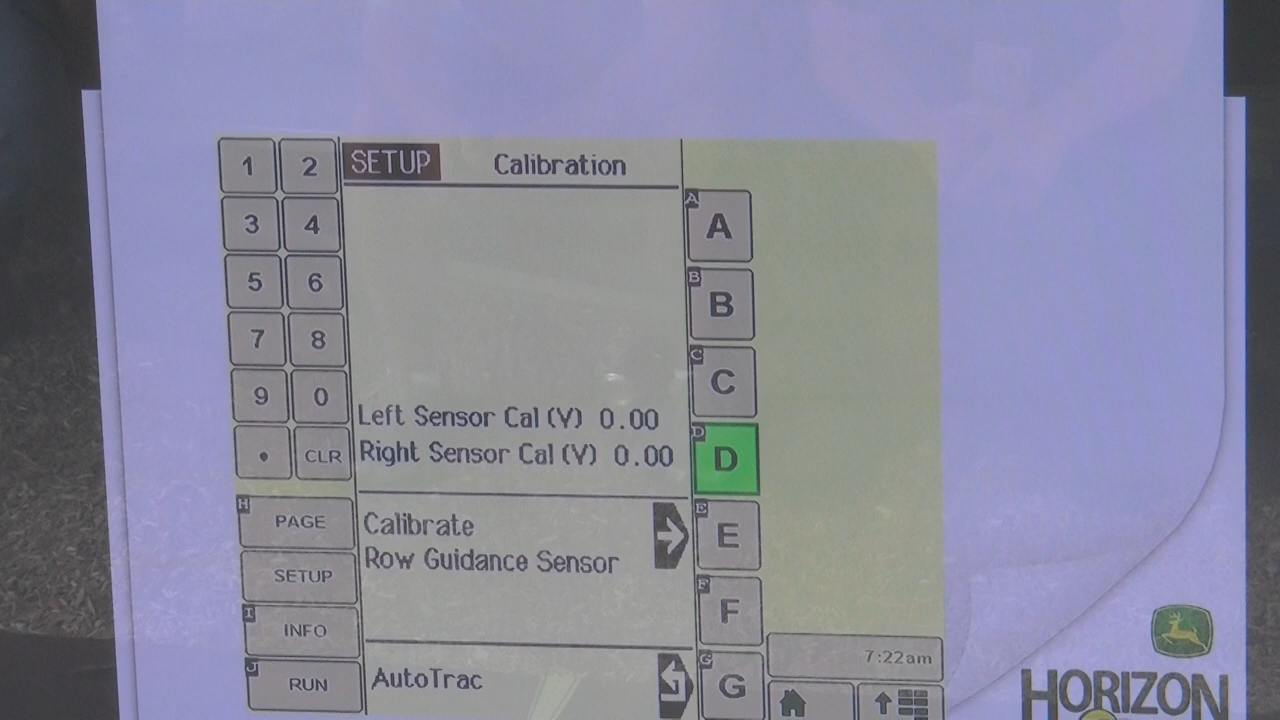 1 2 SETUP Calibration
3 4 A A
5 6 B B
7 8 C C
9 0 Left Sensor Cal (V) 0.00
. CLR Right Sensor Cal (V) 0.00 D D
H PAGE Calibrate E E
Row Guidance Sensor
SETUP F F
I INFO
7:22am
J RUN AutoTrac G G
HORIZON